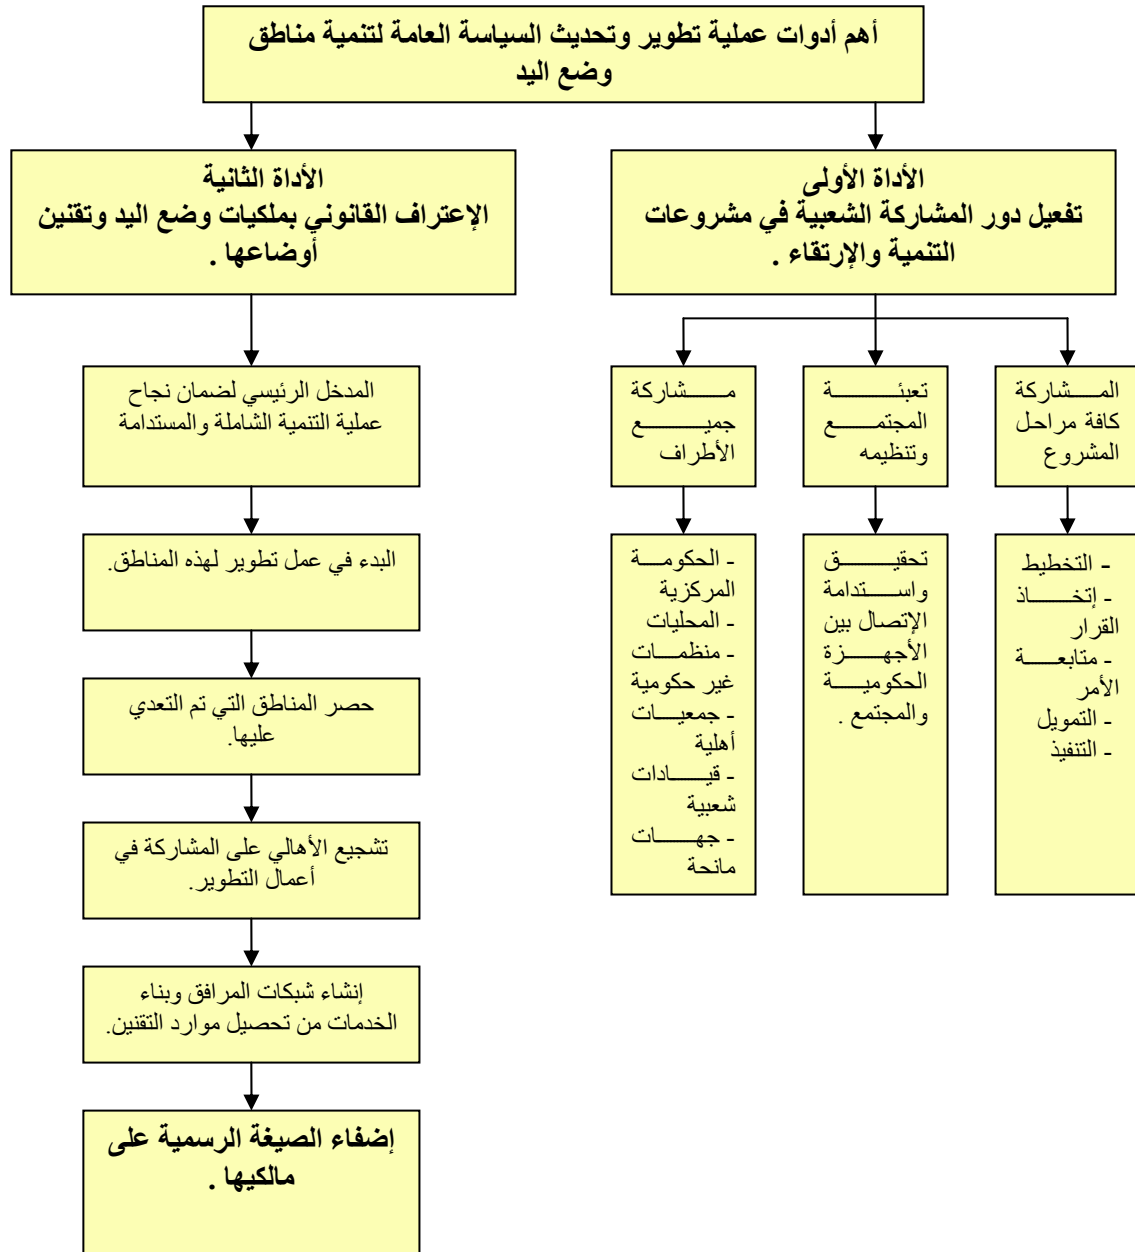 أهم أدوات عملية تطوير وتحديث السياسة العامة لتنمية مناطق
وضع اليد
الأداة الأولى
تفعيل دور المشاركة الشعبية في مشروعات
التنمية والإرتقاء .
المشاركة
كافة مراحل
المشروع
- التخطيط
- إتخاذ
القرار
- متابعة
الأمر
- التمويل
- التنفيذ
تعبئة
المجتمع
وتنظيمه
تحقيق
واستدامة
الإتصال بين
الأجهزة
الحكومية
والمجتمع .
مشاركة
جميع
الأطراف
- الحكومة
المركزية
- المحليات
- منظمات
غير حكومية
- جمعيات
أهلية
- قيادات
شعبية
- جهات
مانحة
الأداة الثانية
الإعتراف القانوني بملكيات وضع اليد وتقنين
أوضاعها .
المدخل الرئيسي لضمان نجاح
عملية التنمية الشاملة والمستدامة
البدء في عمل تطوير لهذه المناطق.
حصر المناطق التي تم التعدي
عليها.
تشجيع الأهالي على المشاركة في
أعمال التطوير.
إنشاء شبكات المرافق وبناء
الخدمات من تحصيل موارد التقنين.
إضفاء الصيغة الرسمية على
مالكيها .